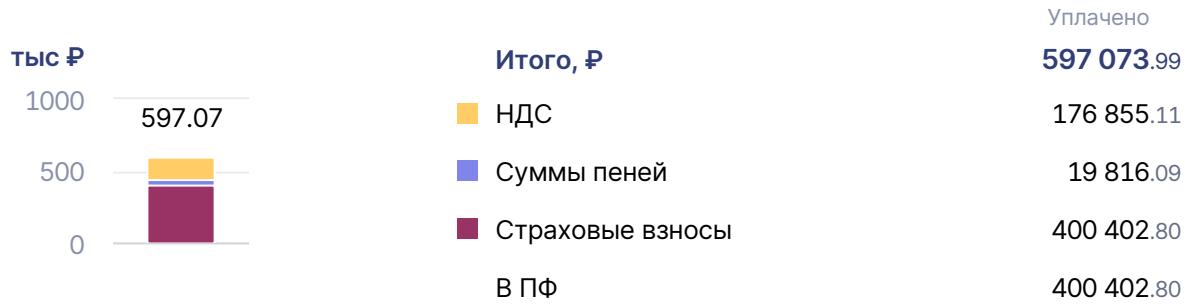 Уплачено
тыс ₽
Итого, ₽ 597 073.99
1000
597.07
НДС 176 855.11
500
Суммы пеней 19 816.09
Страховые взносы 400 402.80
0
В ПФ 400 402.80